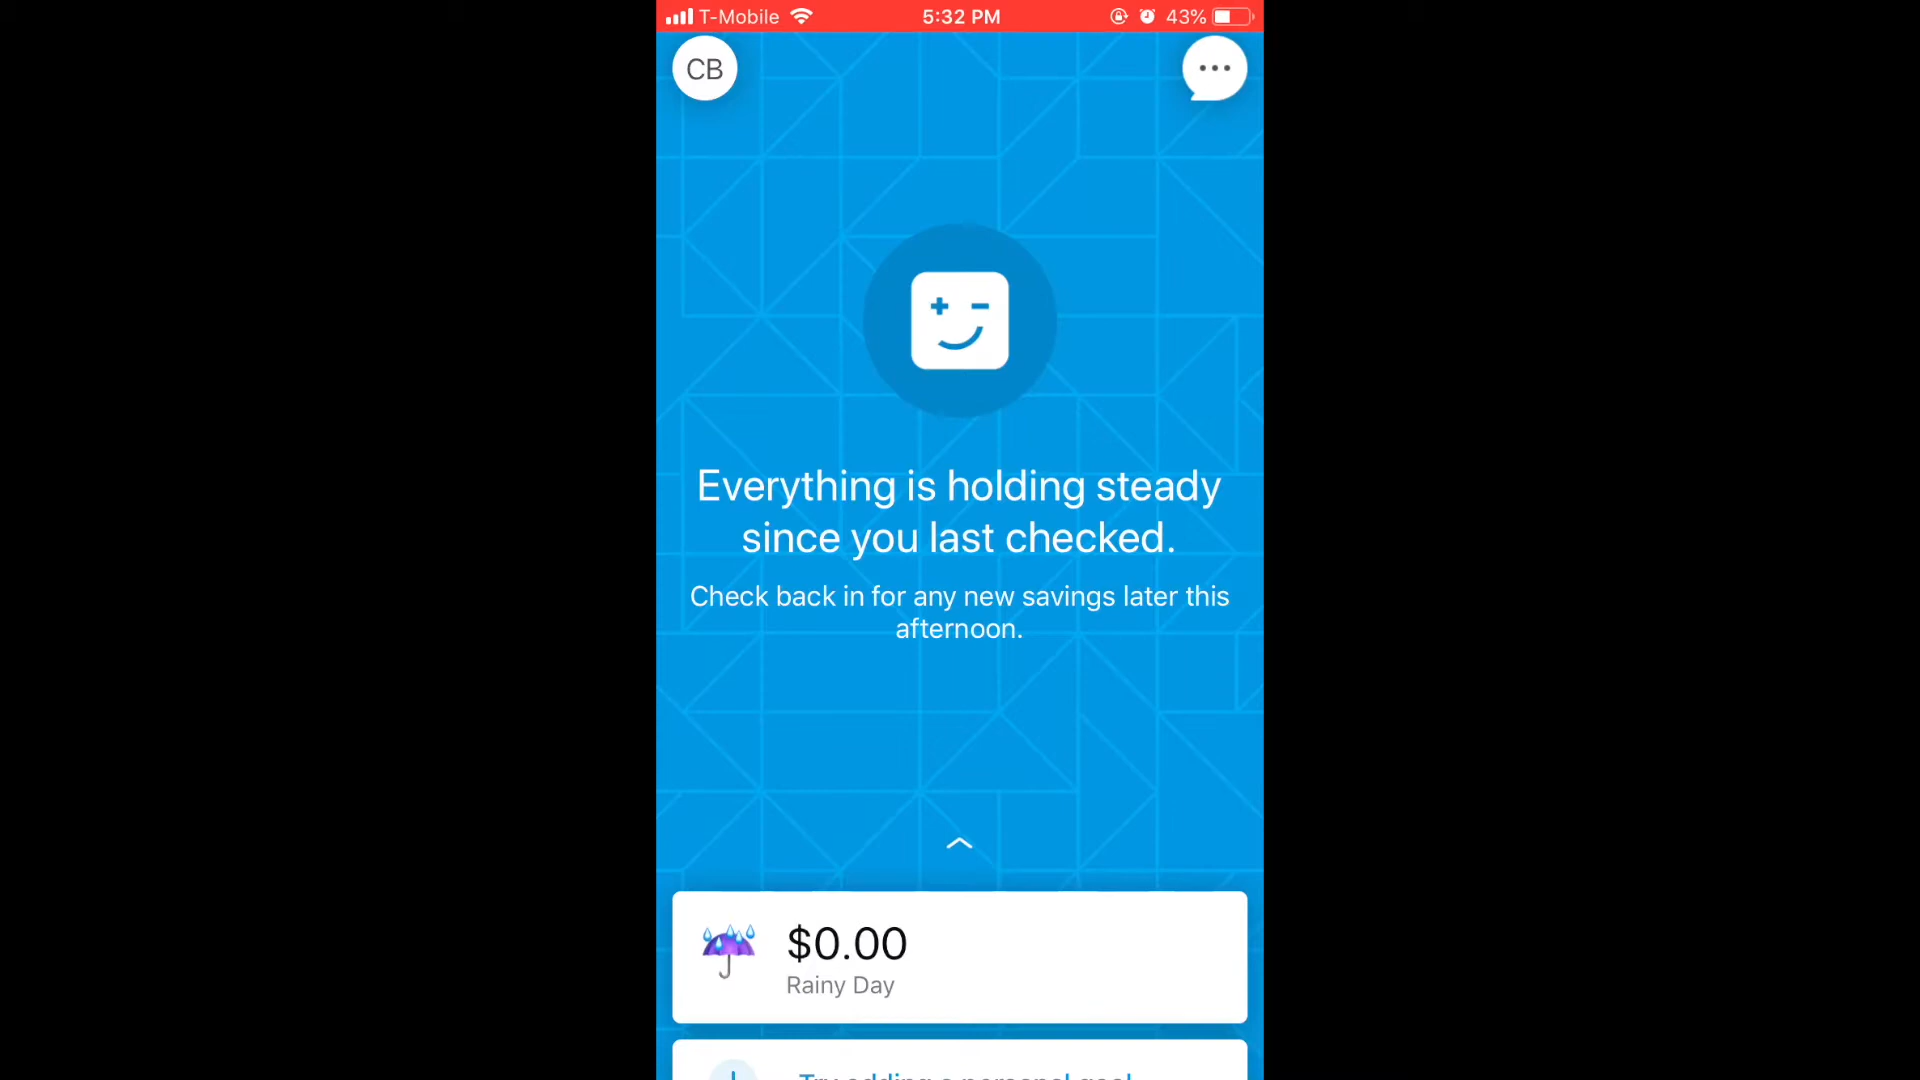 T-Mobile 5:32 PM 43%
CB
Everything is holding steady
since you last checked.
Check back in for any new savings later this
afternoon.
$0.00
Rainy Day
Try adding a personal goal